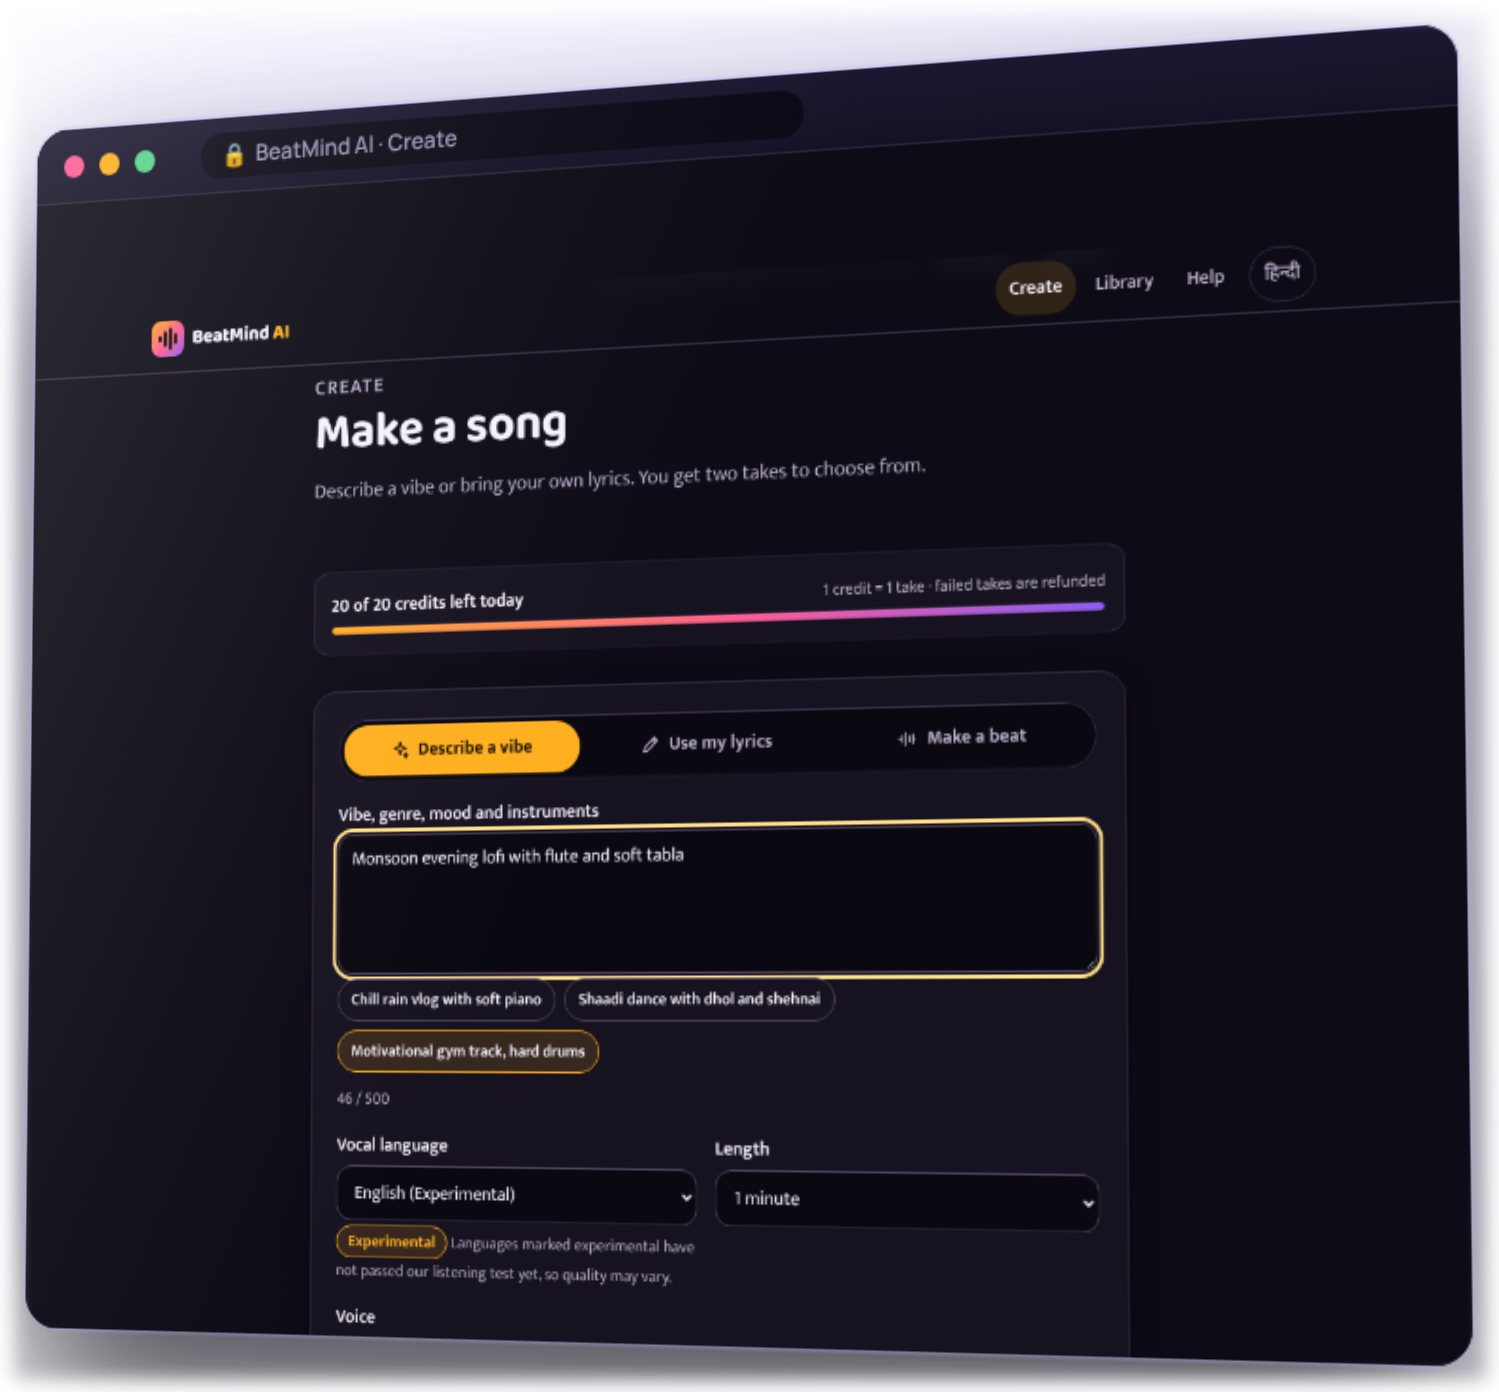 🔒 BeatMind AI · Create
Create Library Help हिन्दी
BeatMind AI
CREATE
Make a song
Describe a vibe or bring your own lyrics. You get two takes to choose from.
20 of 20 credits left today
1 credit = 1 take · failed takes are refunded
Describe a vibe
Use my lyrics
Make a beat
Vibe, genre, mood and instruments
Monsoon evening lofi with flute and soft tabla
Chill rain vlog with soft piano
Shaadi dance with dhol and shehnai
Motivational gym track, hard drums
46 / 500
Vocal language
Length
English (Experimental)
1 minute
Experimental Languages marked experimental have
not passed our listening test yet, so quality may vary.
Voice